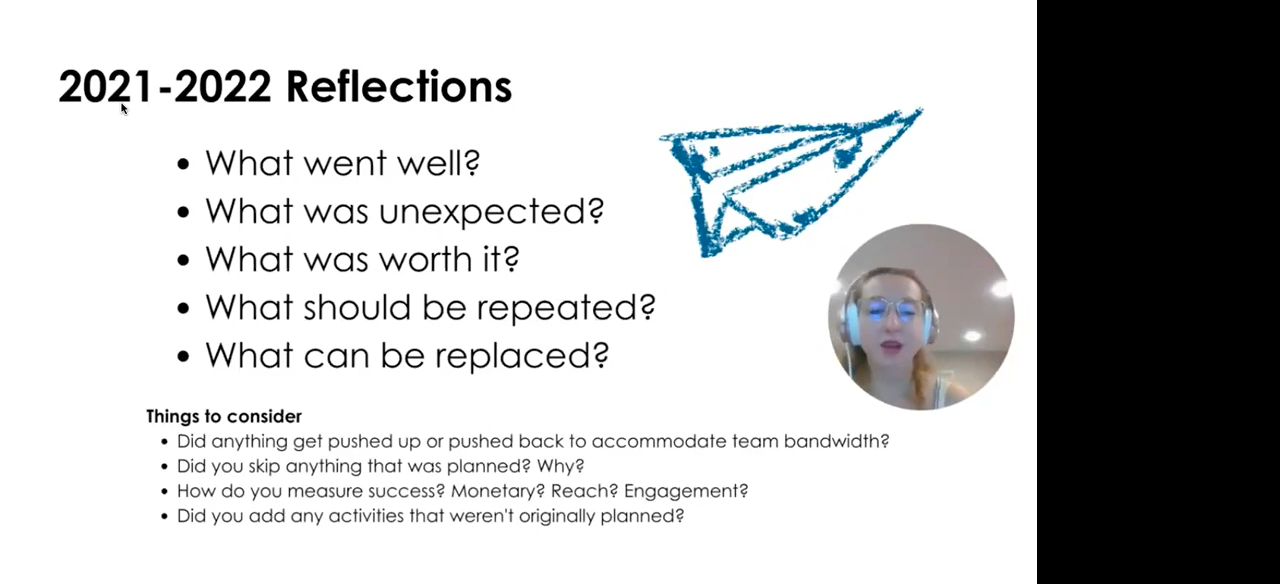 2021-2022 Reflections
• What went well?
• What was unexpected?
• What was worth it?
• What should be repeated?
• What can be replaced?
Things to consider
• Did anything get pushed up or pushed back to accommodate team bandwidth?
• Did you skip anything that was planned? Why?
• How do you measure success? Monetary? Reach? Engagement?
• Did you add any activities that weren't originally planned?